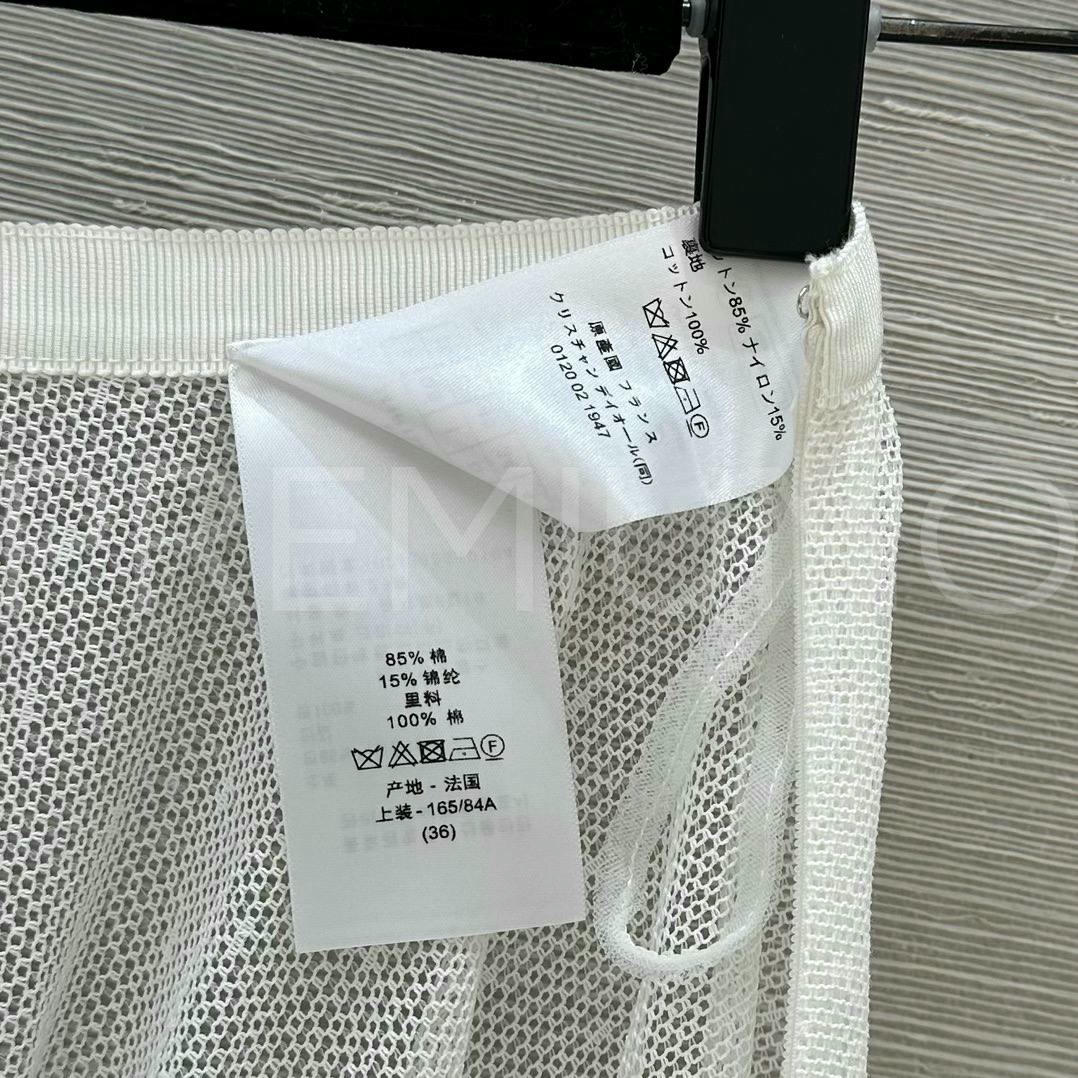 ットン85% ナイロン15%
裏地
コットン100%
原産國 フランス
クリスチャン ディオール(同)
0120 02 1947
85% 棉
15% 锦纶
里料
100% 棉
F
产地 - 法国
上装 - 165/84A
(36)